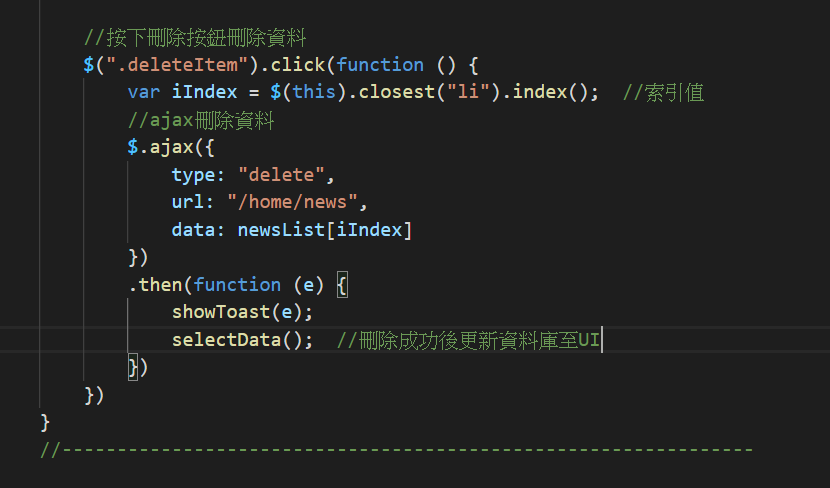 //按下刪除按鈕刪除資料
$(".deleteItem").click(function () {
var iIndex = $(this).closest("li").index();  //索引值
//ajax刪除資料
$.ajax({
type: "delete",
url: "/home/news",
data: newsList[iIndex]
})
.then(function (e) {
showToast(e);
selectData();  //刪除成功後更新資料庫至UI
})
})
}
//----------------------------------------------------------------